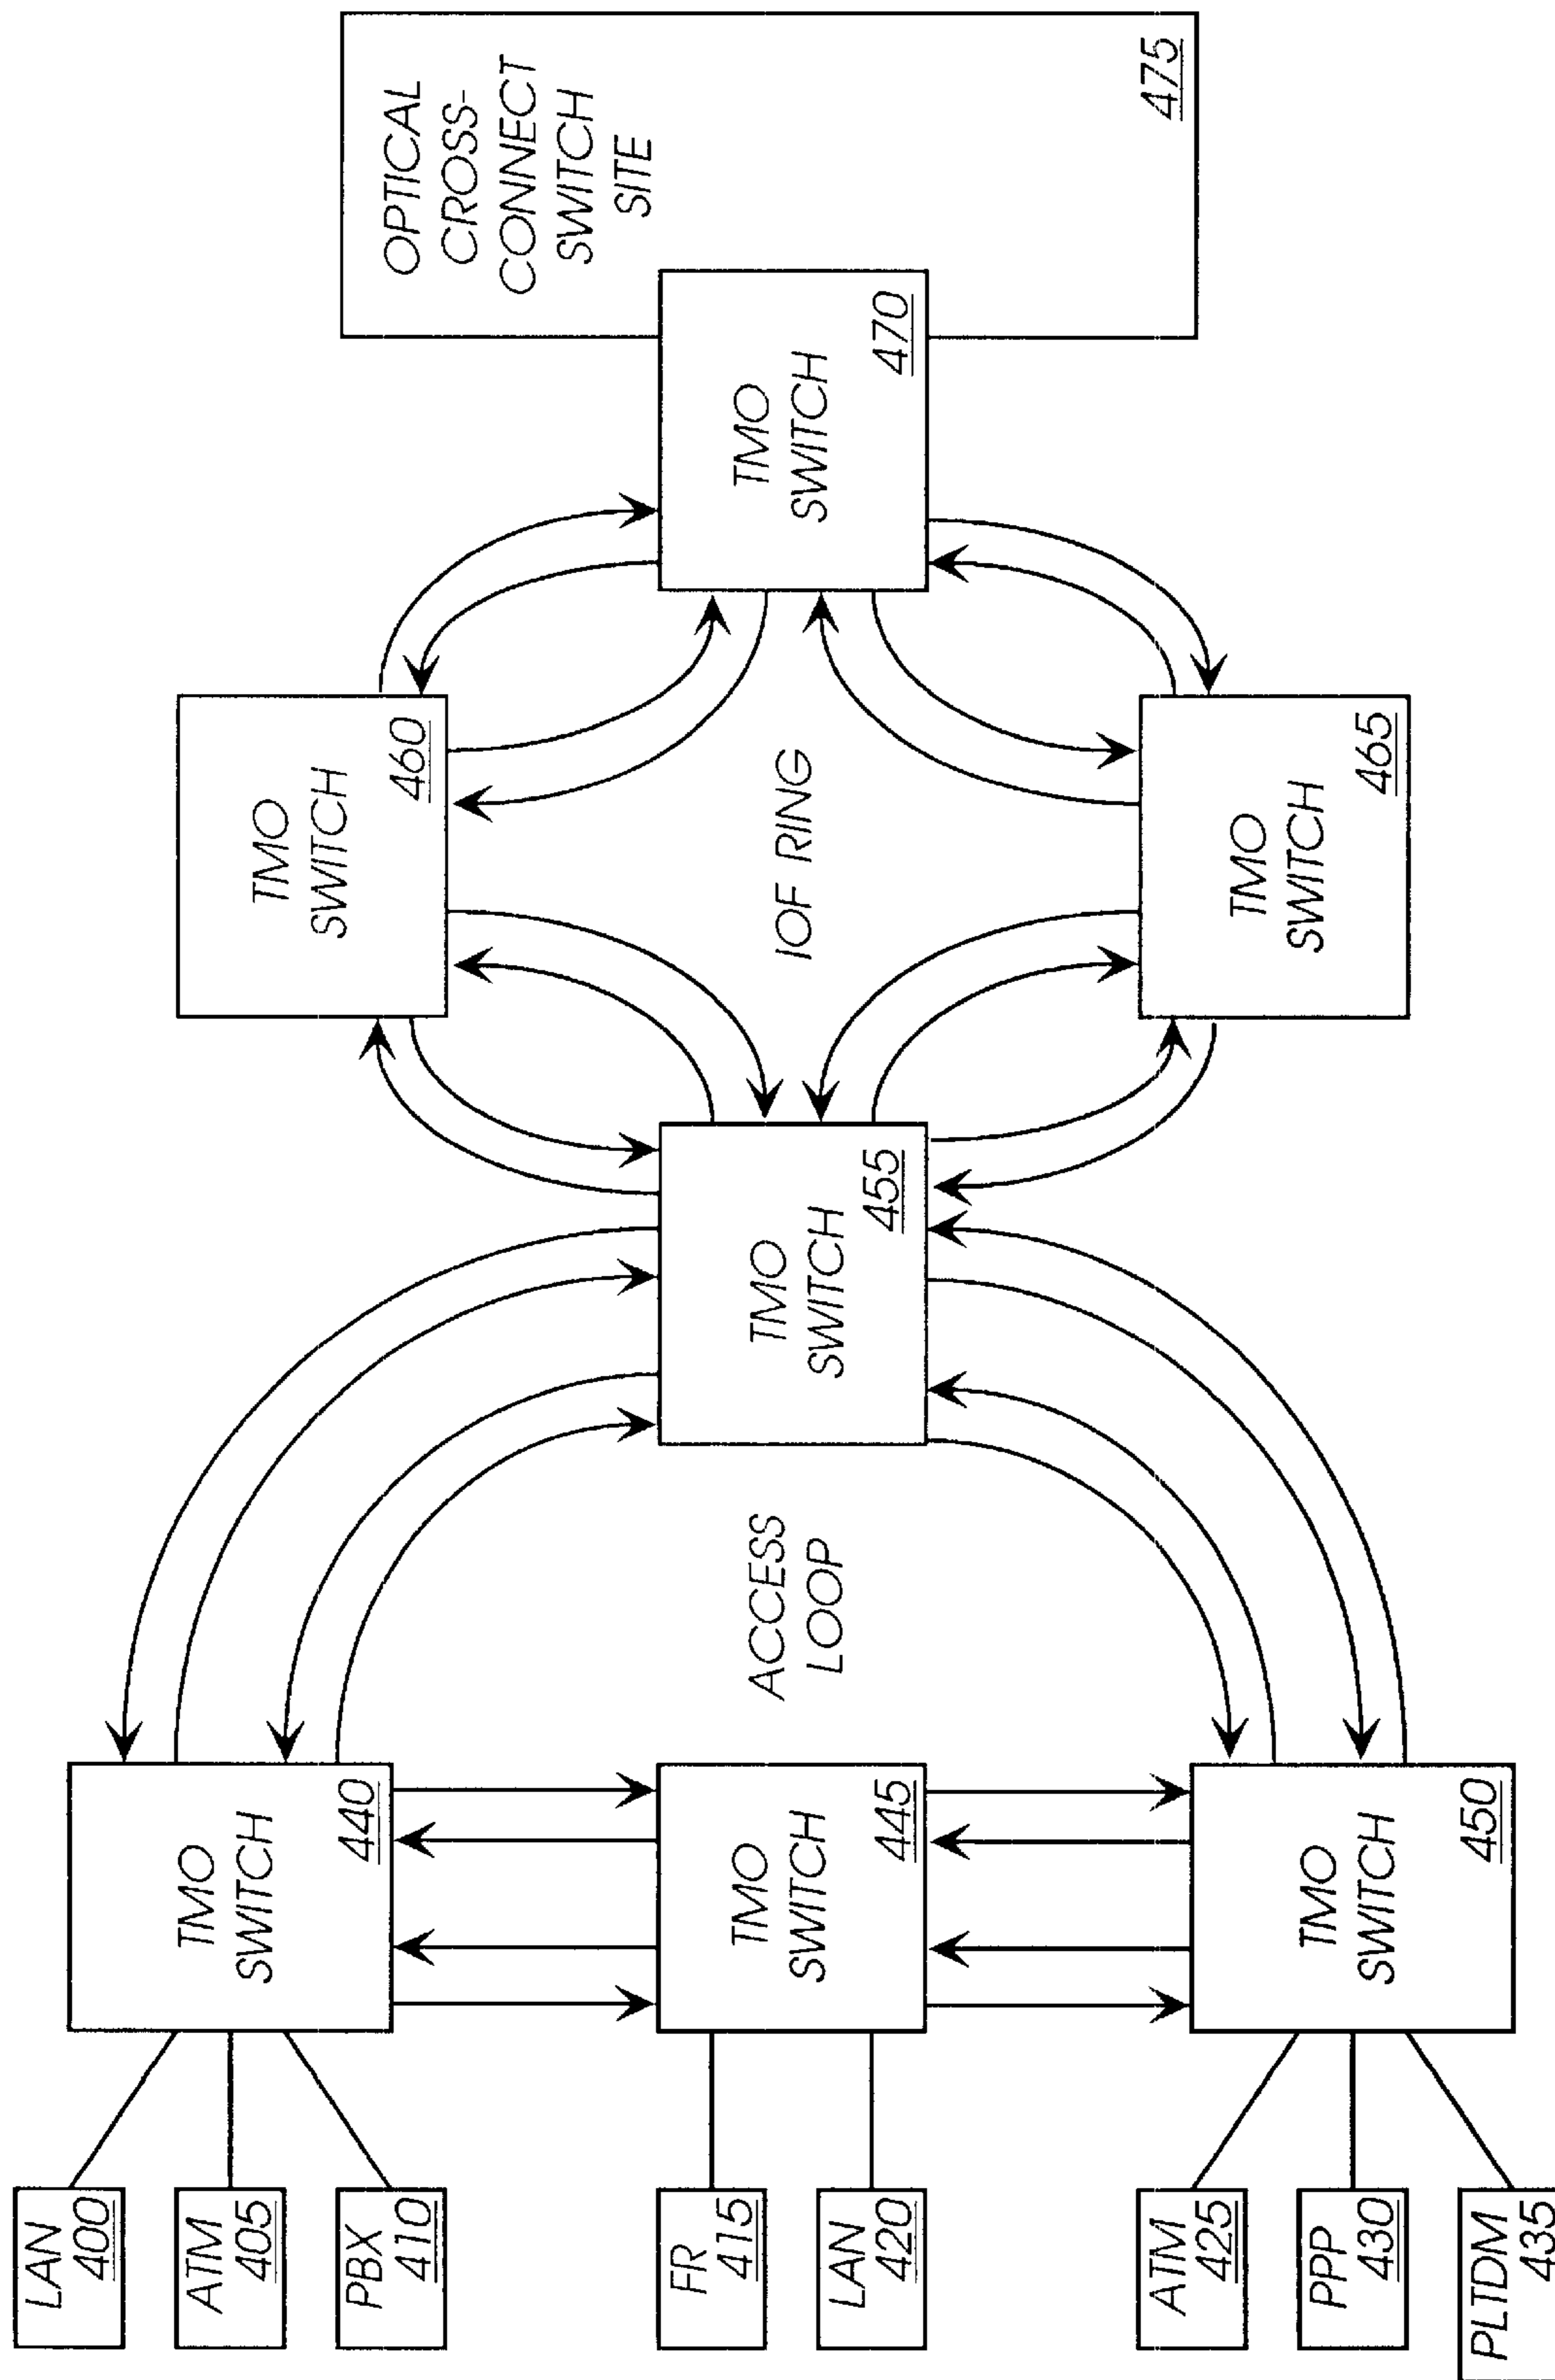 OPTICAL
CROSS-
CONNECT
SWITCH
SITE
475
TMO
SWITCH
470
TMO
SWITCH
460
IOF RING
TMO
SWITCH
465
TMO
SWITCH
455
ACCESS
LOOP
TMO
SWITCH
440
TMO
SWITCH
445
TMO
SWITCH
450
LAN
400
ATM
405
PBX
410
FR
415
LAN
420
ATM
425
PPP
430
PLTDM
435